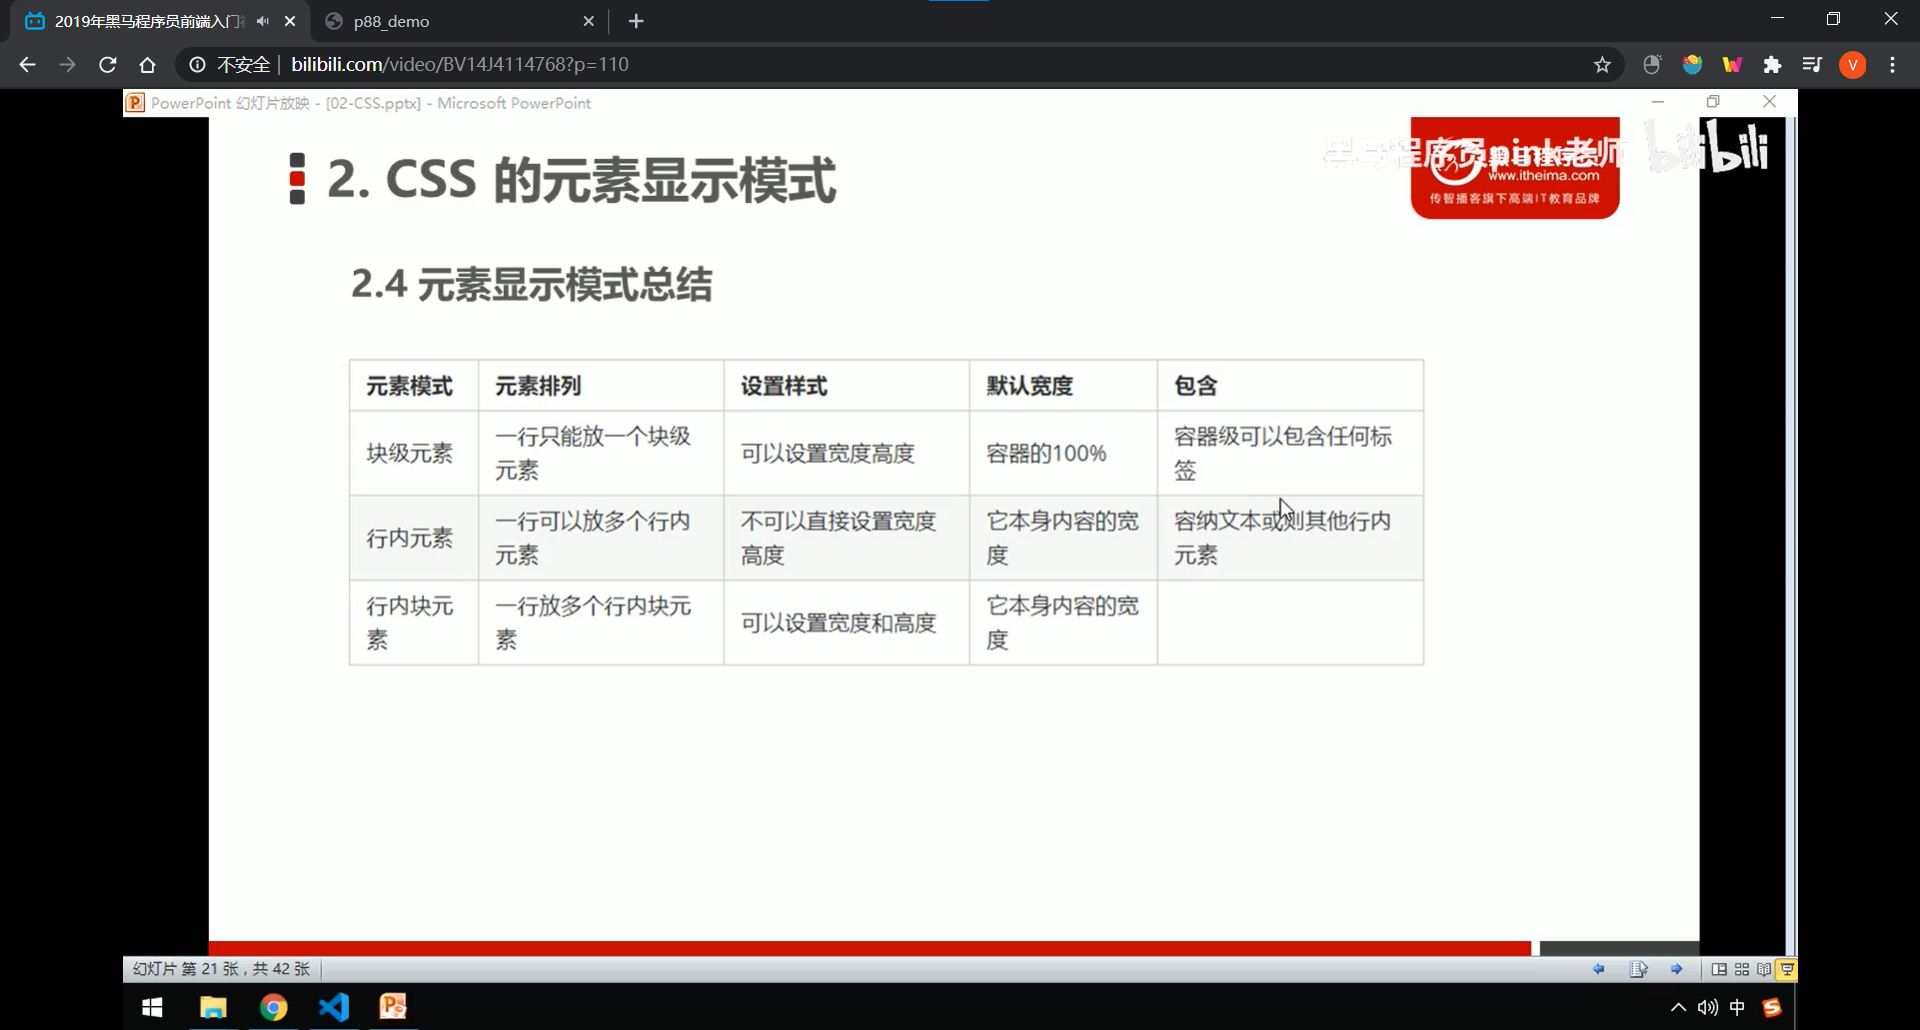 2019年黑马程序员前端入门
p88_demo
不安全 | bilibili.com/video/BV14J4114768?p=110
V
PowerPoint 幻灯片放映 - [02-CSS.pptx] - Microsoft PowerPoint
黑马程序员pink老师
bilibili
www.itheima.com
传智播客旗下高端IT教育品牌
2. CSS 的元素显示模式
2.4 元素显示模式总结
元素模式 元素排列 设置样式 默认宽度 包含
块级元素 一行只能放一个块级元素 可以设置宽度高度 容器的100% 容器级可以包含任何标签
行内元素 一行可以放多个行内元素 不可以直接设置宽度高度 它本身内容的宽度 容纳文本或则其他行内元素
行内块元素 一行放多个行内块元素 可以设置宽度和高度 它本身内容的宽度
幻灯片 第 21 张，共 42 张
中